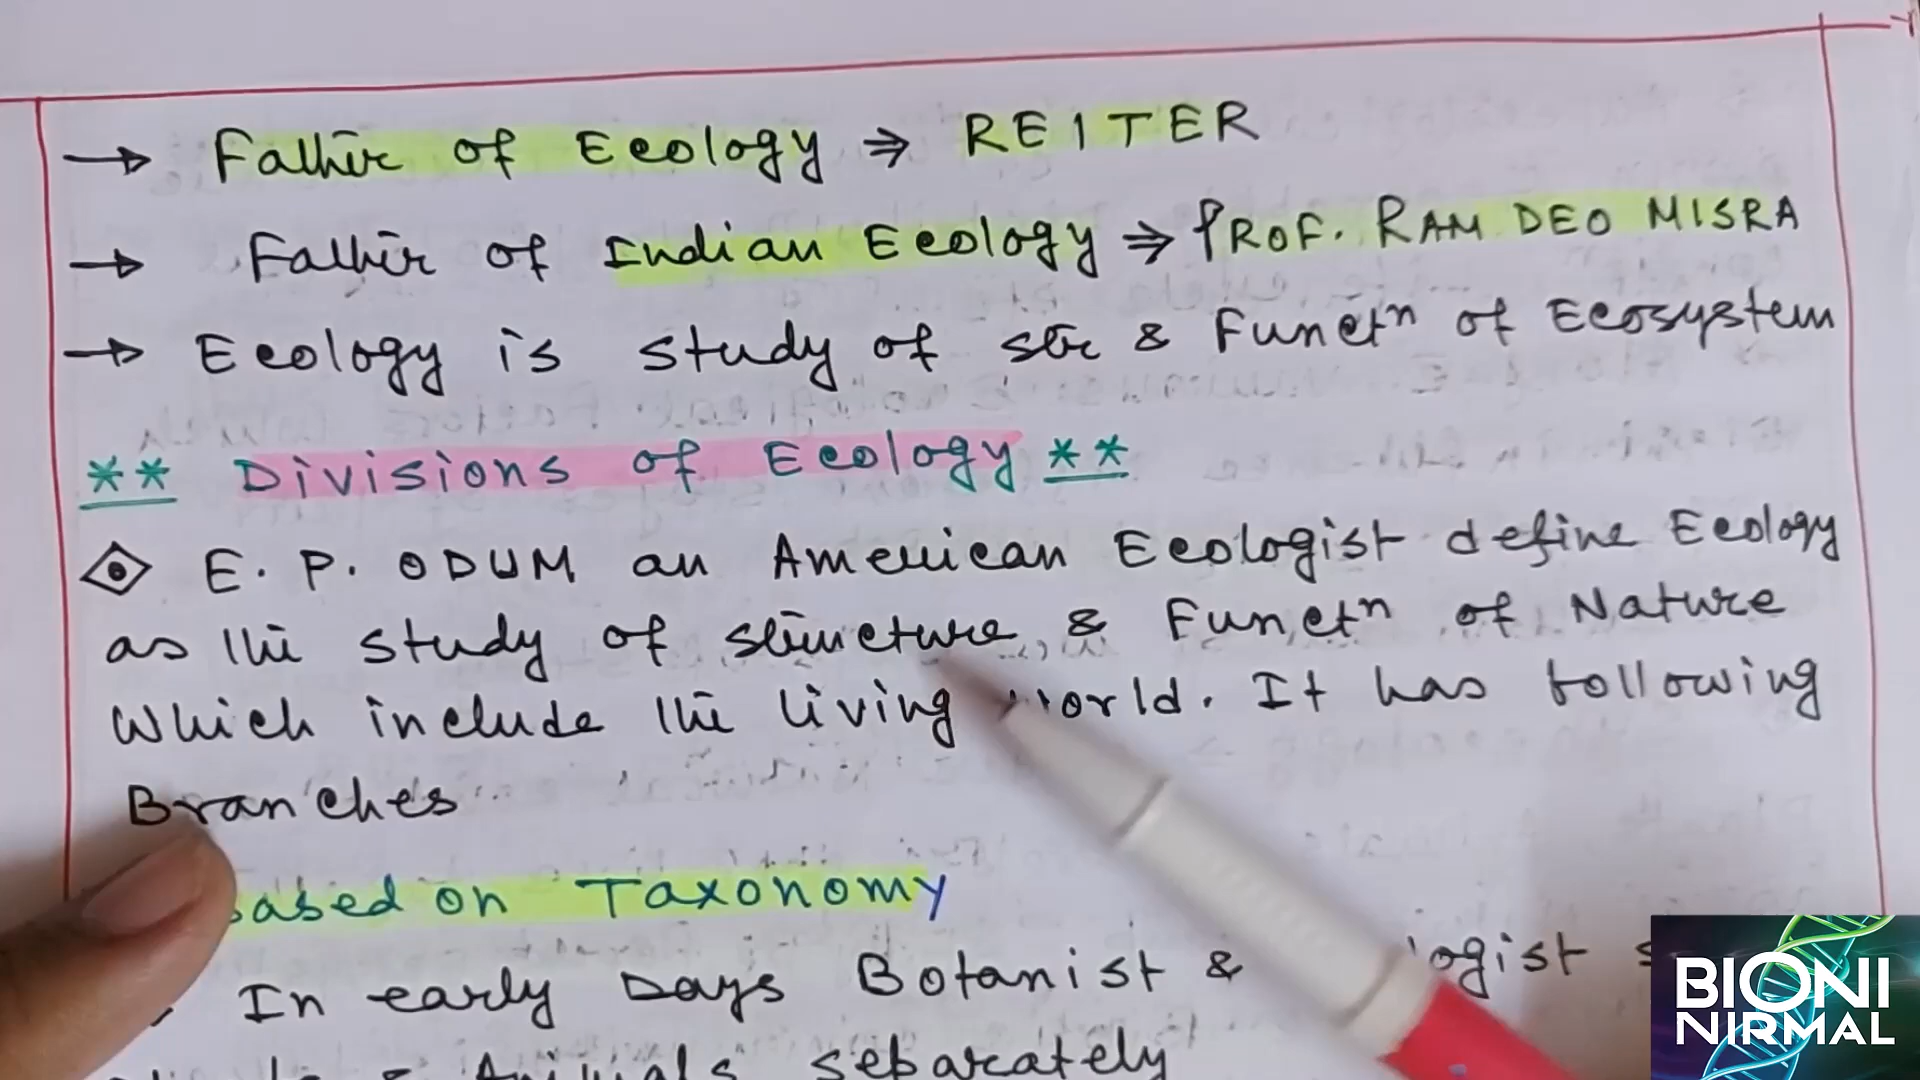 → Father of Ecology ⇒ REITER
→ Father of Indian Ecology ⇒ PROF. RAM DEO MISRA
→ Ecology is study of str & Functⁿ of Ecosystem
** Divisions of Ecology **
E. P. ODUM an American Ecologist define Ecology
as the study of structure & Functⁿ of Nature
Which include the living world. It has following
Branches
Based on Taxonomy
In early Days Botanist &
& Animals separately
BIONI
NIRMAL